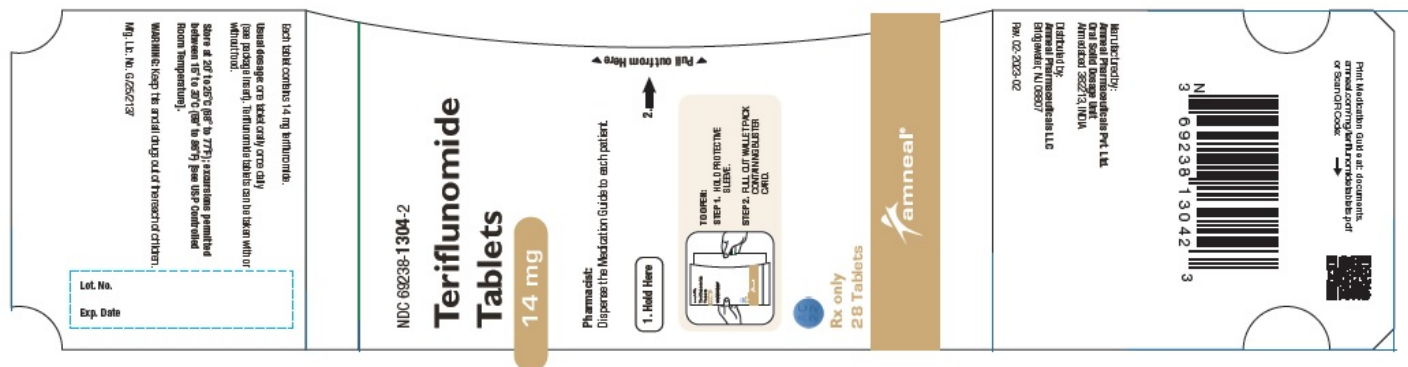 Each tablet contains 14 mg teriflunomide.
Usual dosage: one tablet orally once daily
(see package insert). Teriflunomide tablets can be taken with or
without food.
Store at 20° to 25°C (68° to 77°F); excursions permitted
between 15° to 30°C (59° to 86°F) [see USP Controlled
Room Temperature].
WARNING: Keep this and all drugs out of the reach of children.
Mfg. Lic. No. G/25/2137
Lot. No.
Exp. Date
NDC 69238-1304-2
Teriflunomide
Tablets
14 mg
Pharmacist:
Dispense the Medication Guide to each patient.
1. Hold Here
2.
Pull out from Here
TO OPEN:
STEP 1. HOLD PROTECTIVE
SLEEVE.
STEP 2. PULL OUT WALLET PACK
CONTAINING BLISTER
CARD.
Rx only
28 Tablets
amneal®
Manufactured by:
Amneal Pharmaceuticals Pvt. Ltd.
Oral Solid Dosage Unit
Ahmedabad 382213, INDIA
Distributed by:
Amneal Pharmaceuticals LLC
Bridgewater, NJ 08807
Rev. 02-2023-02
N
3 69238 13042 3
Print Medication Guide at: documents.
amneal.com/mg/teriflunomidetablets.pdf
or Scan QR Code: